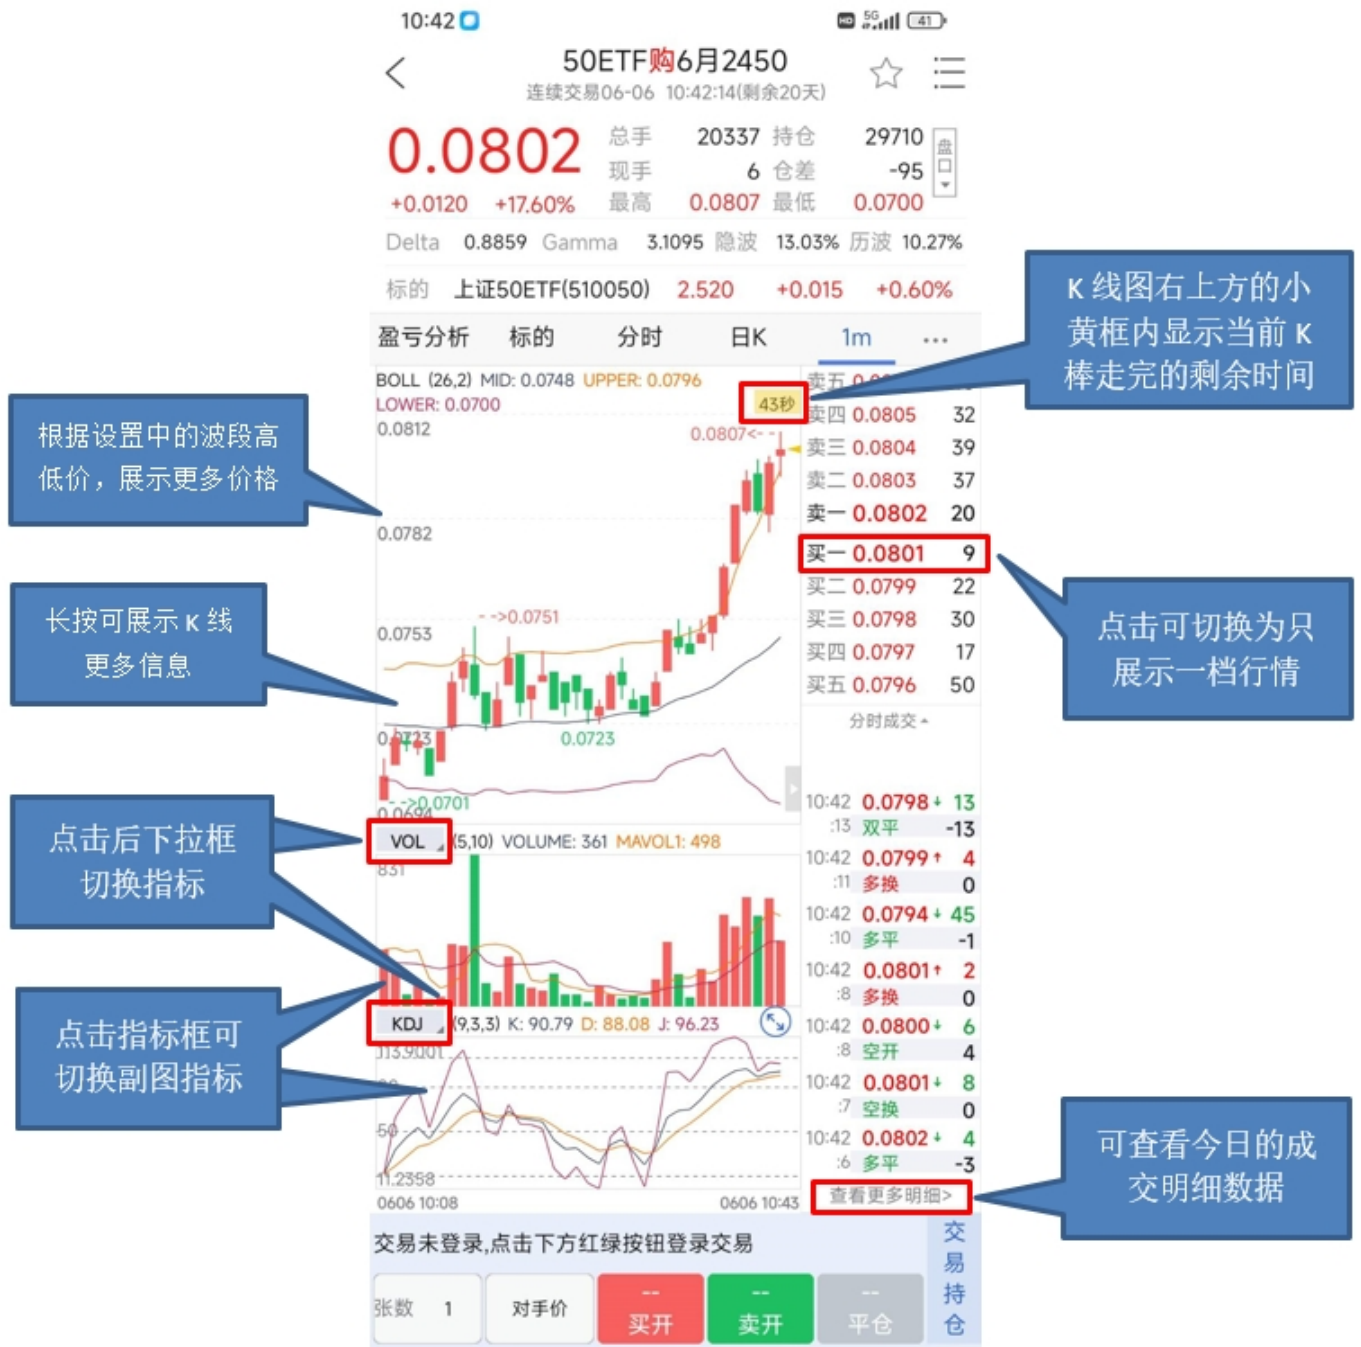 10:42
HD 5G 41
50ETF购6月2450
连续交易06-06 10:42:14(剩余20天)
0.0802
+0.0120 +17.60%
总手 20337 持仓 29710
现手 6 仓差 -95
最高 0.0807 最低 0.0700
盘口
Delta 0.8859 Gamma 3.1095 隐波 13.03% 历波 10.27%
标的 上证50ETF(510050) 2.520 +0.015 +0.60%
盈亏分析 标的 分时 日K 1m ...
BOLL (26,2) MID: 0.0748 UPPER: 0.0796
LOWER: 0.0700
43秒
0.0812
0.0807<--
0.0782
-->0.0751
0.0753
0.0723
0.0723
-->0.0701
0.0694
卖五
卖四 0.0805 32
卖三 0.0804 39
卖二 0.0803 37
卖一 0.0802 20
买一 0.0801 9
买二 0.0799 22
买三 0.0798 30
买四 0.0797 17
买五 0.0796 50
分时成交
10:42 0.0798↓ 13
:13 双平 -13
10:42 0.0799↑ 4
:11 多换 0
10:42 0.0794↓ 45
:10 多平 -1
10:42 0.0801↑ 2
:8 多换 0
10:42 0.0800↓ 6
:8 空开 4
10:42 0.0801↓ 8
:7 空换 0
10:42 0.0802↓ 4
:6 多平 -3
查看更多明细>
VOL (5,10) VOLUME: 361 MAVOL1: 498
831
KDJ (9,3,3) K: 90.79 D: 88.08 J: 96.23
113.9001
50
11.2358
0606 10:08 0606 10:43
交易未登录,点击下方红绿按钮登录交易
张数 1
对手价
--
买开
--
卖开
--
平仓
交易持仓
K 线图右上方的小
黄框内显示当前 K
棒走完的剩余时间
根据设置中的波段高
低价，展示更多价格
长按可展示 K 线
更多信息
点击可切换为只
展示一档行情
点击后下拉框
切换指标
点击指标框可
切换副图指标
可查看今日的成
交明细数据